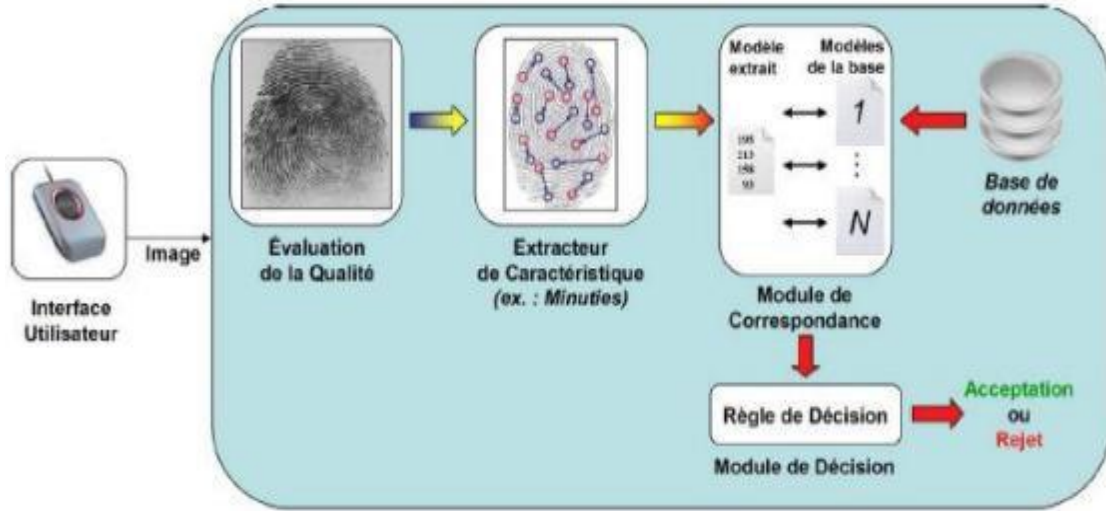 Interface
Utilisateur
Image
Évaluation
de la Qualité
Extracteur
de Caractéristique
(ex. : Minuties)
Modèle
extrait
Modèles
de la base
195
213
158
93
1
⋮
N
Module de
Correspondance
Base de
données
Règle de Décision
Module de Décision
Acceptation
ou
Rejet